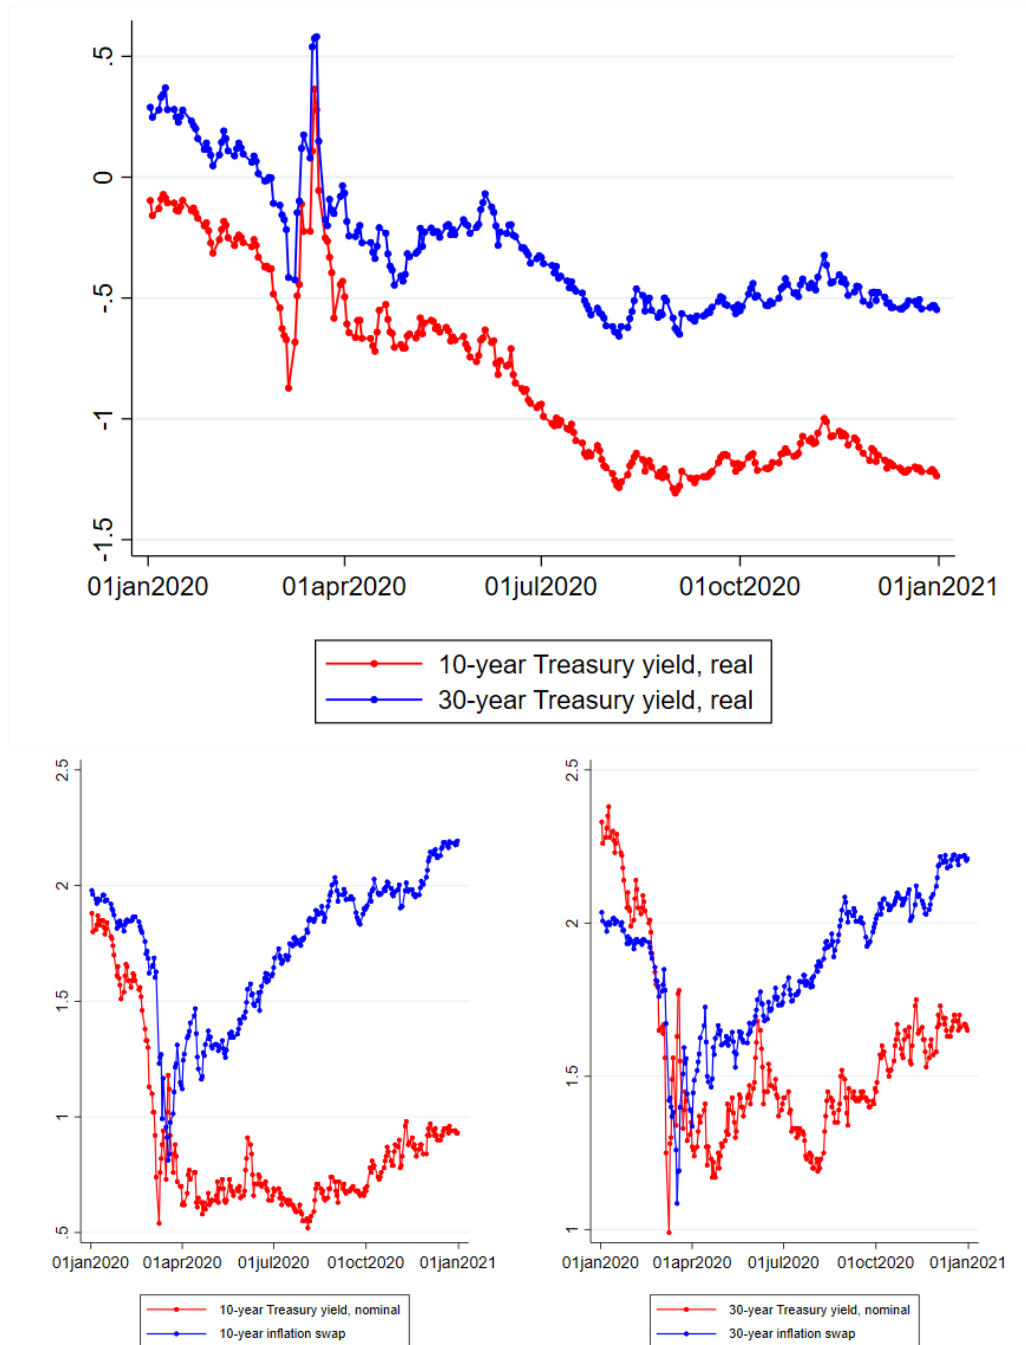 .5
0
-.5
-1
-1.5
01jan2020 01apr2020 01jul2020 01oct2020 01jan2021
10-year Treasury yield, real
30-year Treasury yield, real
2.5
2
1.5
1
.5
01jan2020 01apr2020 01jul2020 01oct2020 01jan2021
10-year Treasury yield, nominal
10-year inflation swap
2.5
2
1.5
1
01jan2020 01apr2020 01jul2020 01oct2020 01jan2021
30-year Treasury yield, nominal
30-year inflation swap